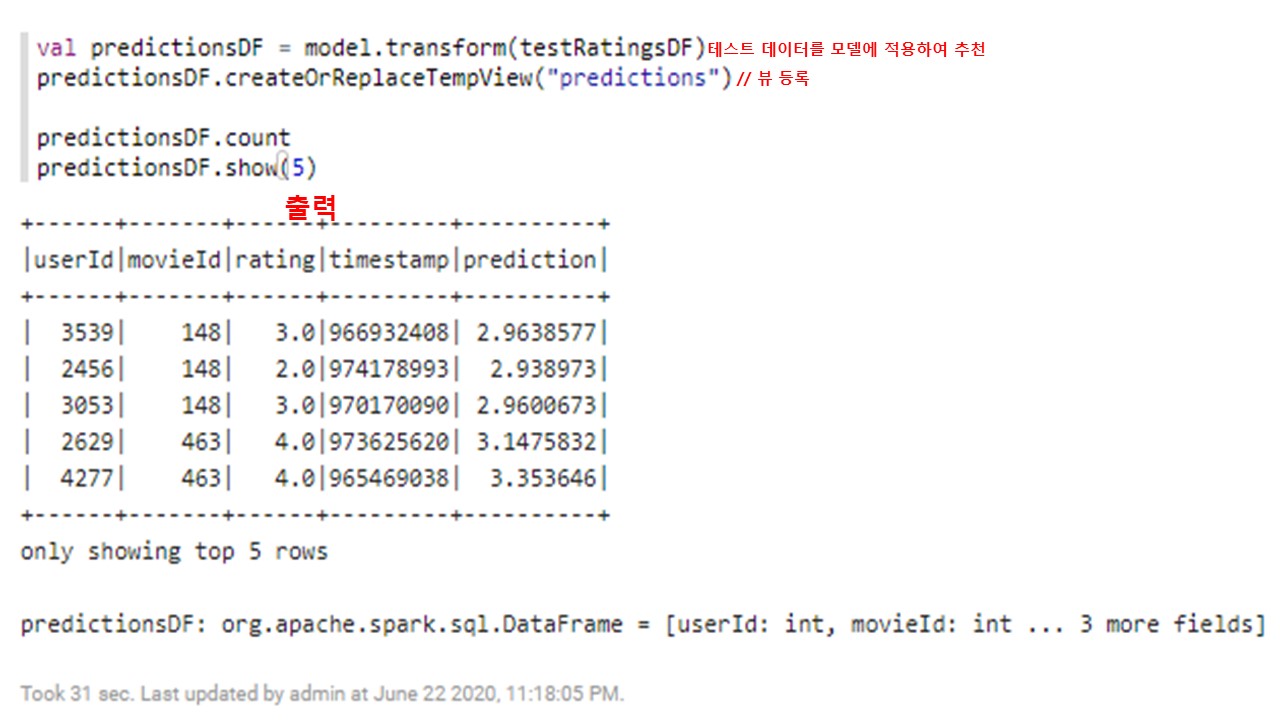 val predictionsDF = model.transform(testRatingsDF)테스트 데이터를 모델에 적용하여 추천
predictionsDF.createOrReplaceTempView("predictions")// 뷰 등록
predictionsDF.count
predictionsDF.show(5)
출력
+------+-------+------+---------+----------+
|userId|movieId|rating|timestamp|prediction|
+------+-------+------+---------+----------+
|  3539|    148|   3.0|966932408| 2.9638577|
|  2456|    148|   2.0|974178993|  2.938973|
|  3053|    148|   3.0|970170090| 2.9600673|
|  2629|    463|   4.0|973625620| 3.1475832|
|  4277|    463|   4.0|965469038|  3.353646|
+------+-------+------+---------+----------+
only showing top 5 rows
predictionsDF: org.apache.spark.sql.DataFrame = [userId: int, movieId: int ... 3 more fields]
Took 31 sec. Last updated by admin at June 22 2020, 11:18:05 PM.